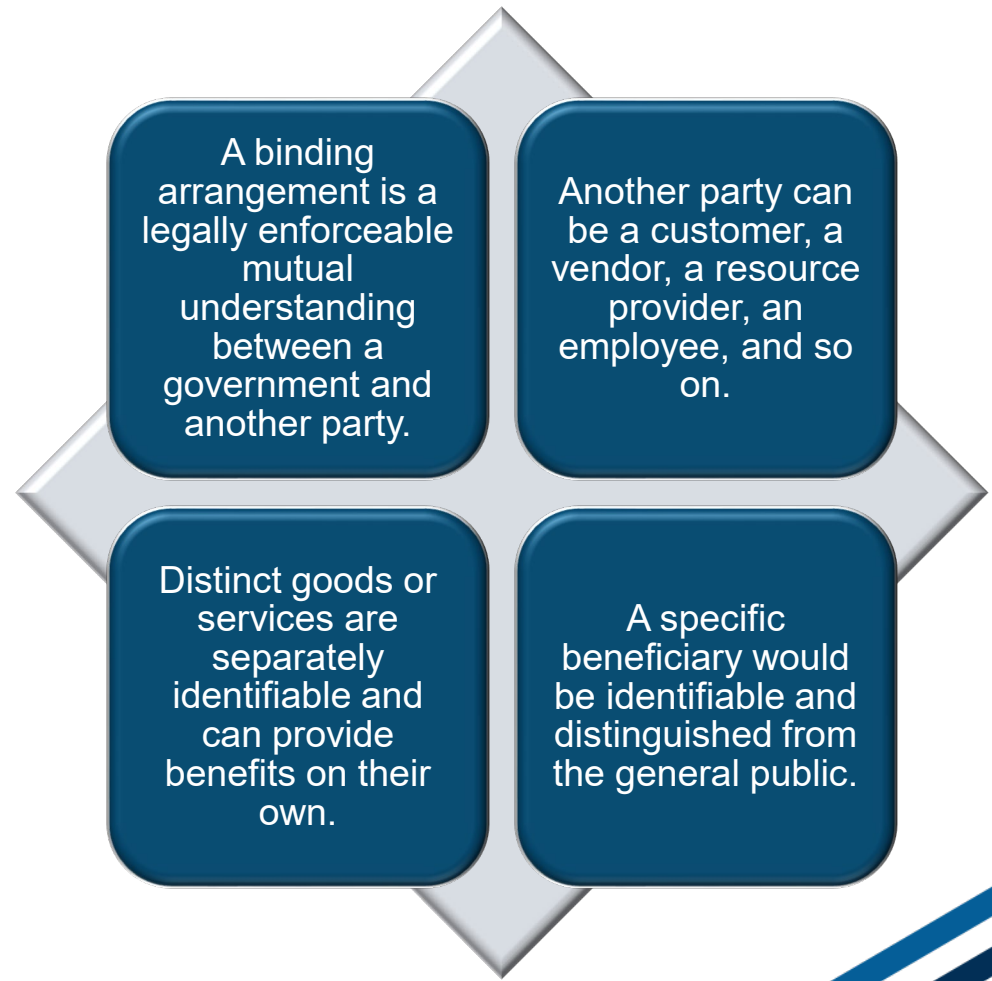 A binding
arrangement is a
legally enforceable
mutual
understanding
between a
government and
another party.
Another party can
be a customer, a
vendor, a resource
provider, an
employee, and so
on.
Distinct goods or
services are
separately
identifiable and
can provide
benefits on their
own.
A specific
beneficiary would
be identifiable and
distinguished from
the general public.